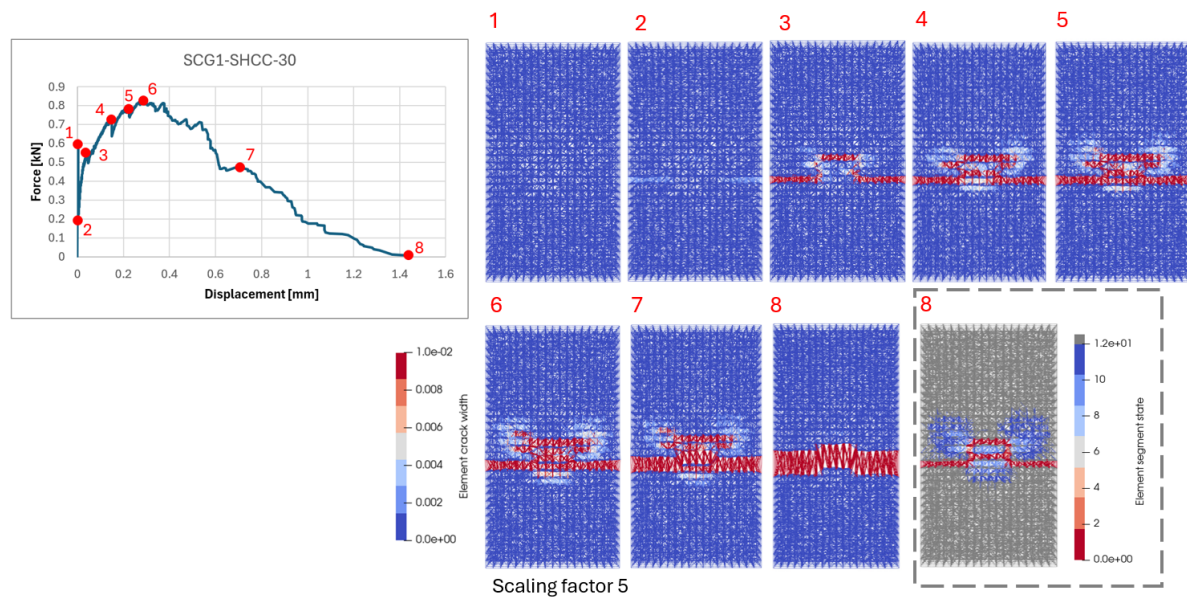 SCG1-SHCC-30
Force [kN]
0.9
0.8
0.7
0.6
0.5
0.4
0.3
0.2
0.1
0
0 0.2 0.4 0.6 0.8 1 1.2 1.4 1.6
Displacement [mm]
1
2
3
4
5
6
7
8
1 2 3 4 5
6 7 8 8
1.0e-02
0.008
0.006
0.004
0.002
0.0e+00
Element crack width
1.2e+01
10
8
6
4
2
0.0e+00
Element segment state
Scaling factor 5